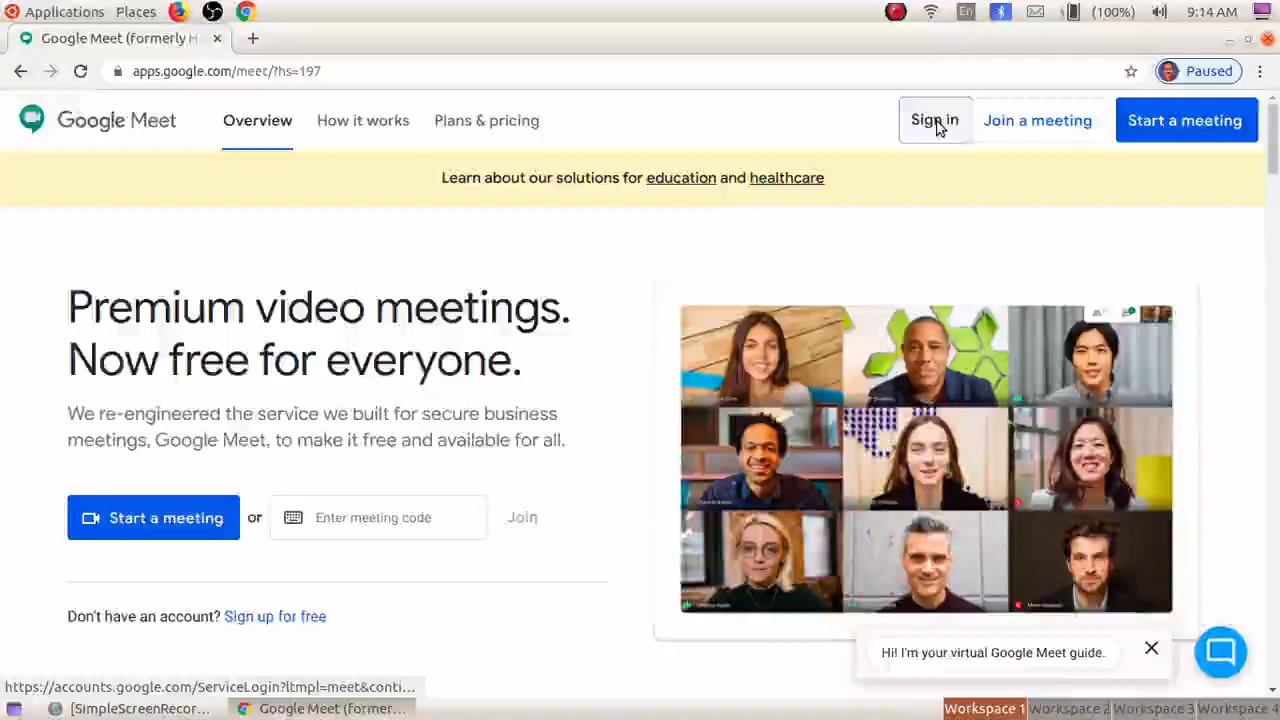 Applications Places
En
(100%)
9:14 AM
Google Meet (formerly H
apps.google.com/meet/?hs=197
Paused
Google Meet
Overview
How it works
Plans & pricing
Sign in
Join a meeting
Start a meeting
Learn about our solutions for education and healthcare
Premium video meetings.
Now free for everyone.
We re-engineered the service we built for secure business
meetings, Google Meet, to make it free and available for all.
Start a meeting
or
Enter meeting code
Join
Don't have an account? Sign up for free
Hi! I'm your virtual Google Meet guide.
https://accounts.google.com/ServiceLogin?ltmpl=meet&conti...
[SimpleScreenRecor...
Google Meet (former...
Workspace 1
Workspace 2
Workspace 3
Workspace 4